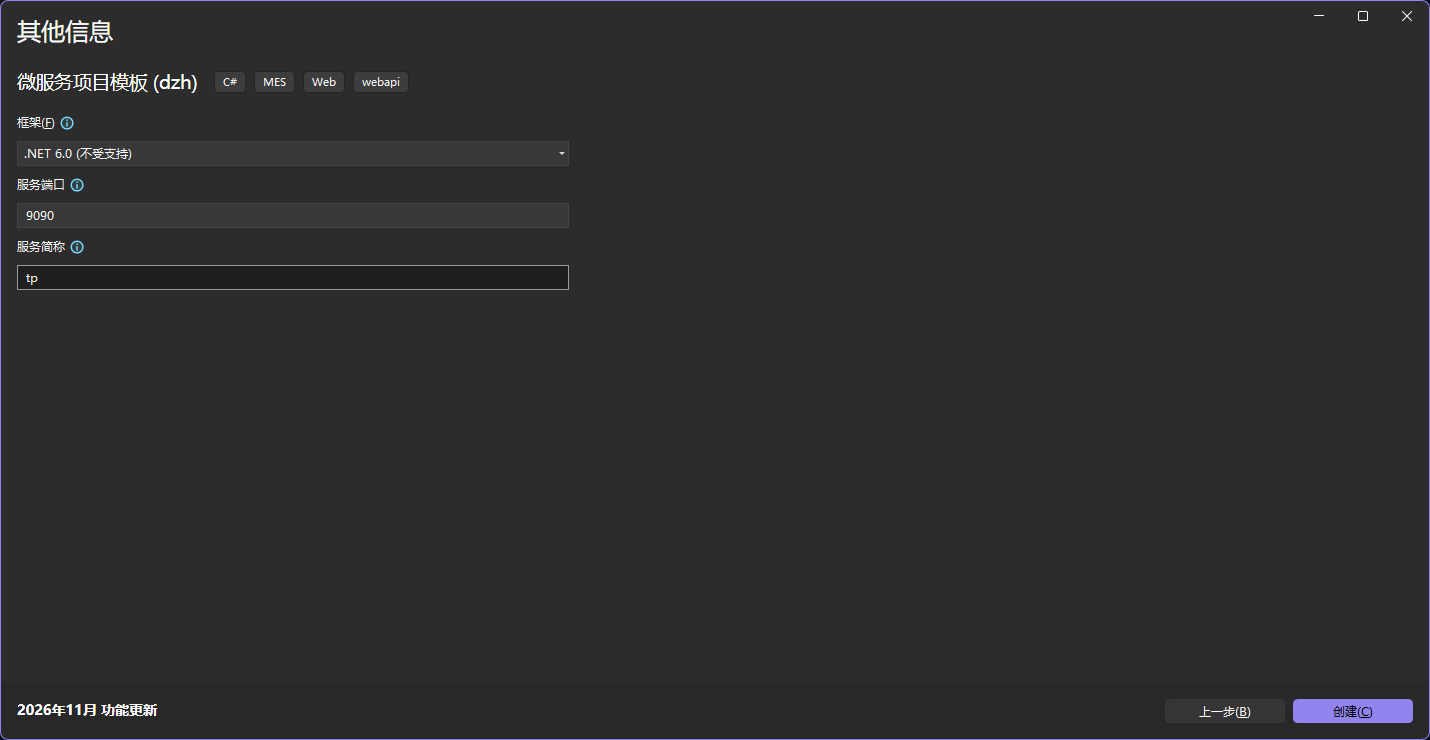 其他信息
微服务项目模板 (dzh) C# MES Web webapi
框架(F)
.NET 6.0 (不受支持)
服务端口
9090
服务简称
tp
2026年11月 功能更新
上一步(B) 创建(C)